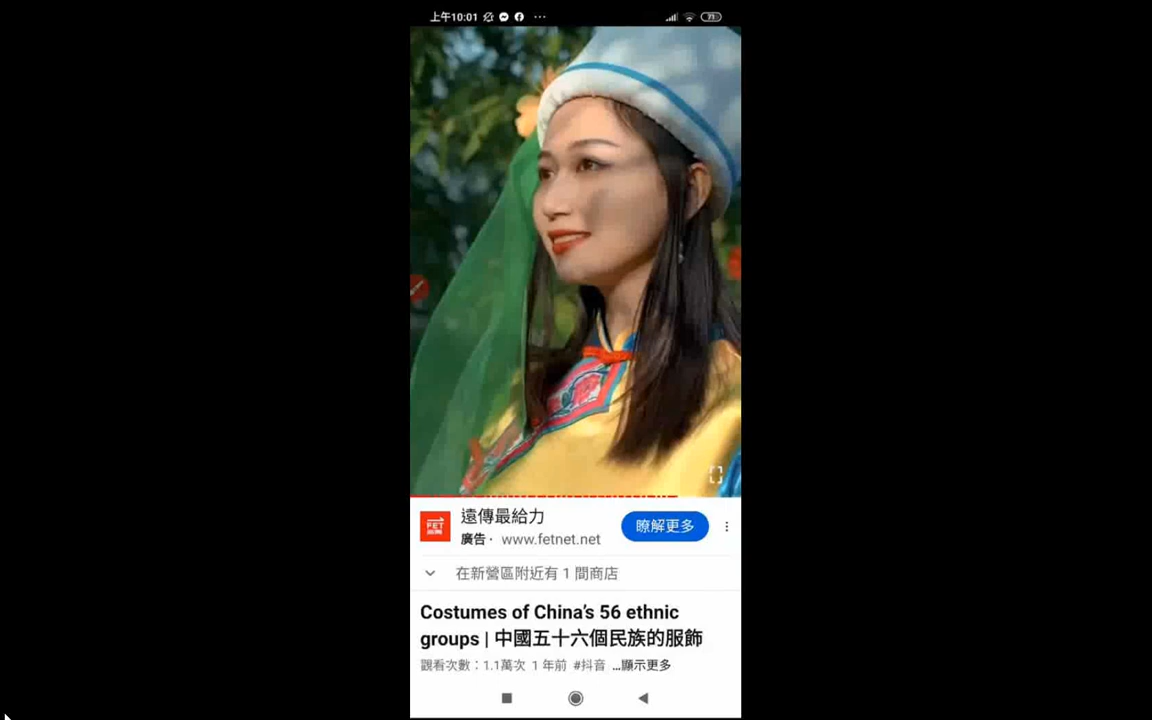 上午10:01
73
FET
遠傳最給力
廣告· www.fetnet.net
瞭解更多
在新營區附近有 1 間商店
Costumes of China’s 56 ethnic
groups | 中國五十六個民族的服飾
觀看次數：1.1萬次 1 年前 #抖音 ...顯示更多